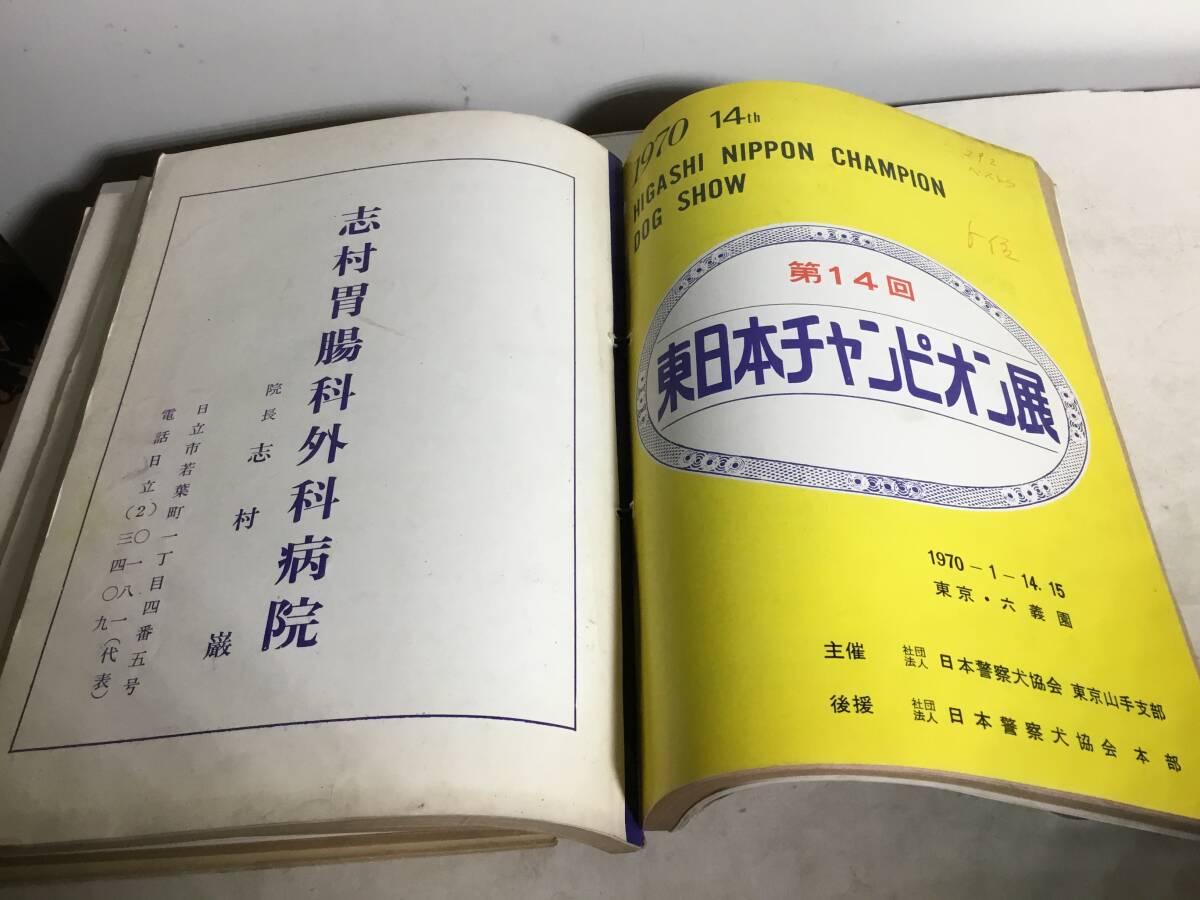 志村胃腸科外科病院
院長 志村 巖
日立市若葉町一丁目四番五号
電話日立(2)〇一八一
三四〇九(代表)
1970 14th
HIGASHI NIPPON CHAMPION
DOG SHOW
292
6位
第14回
東日本チャンピオン展
1970-1-14.15
東京・六義園
主催 社団法人 日本警察犬協会 東京山手支部
後援 社団法人 日本警察犬協会本部